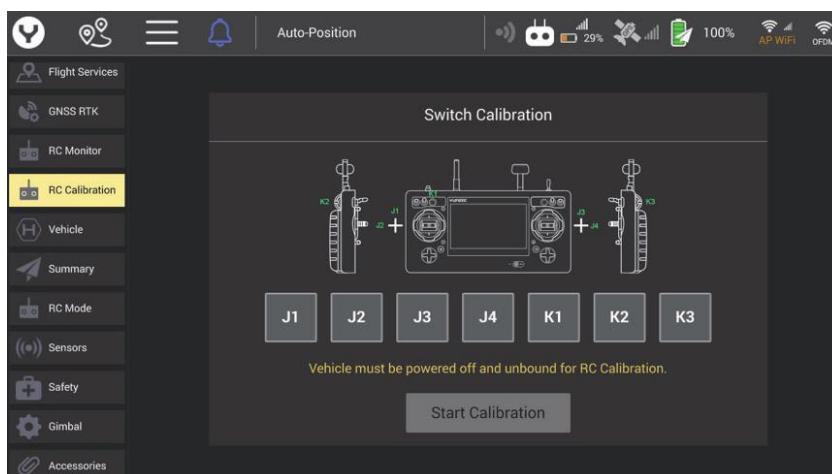 Auto-Position
29%
100%
AP WiFi
OFDM
Flight Services
GNSS RTK
RC Monitor
RC Calibration
Vehicle
Summary
RC Mode
Sensors
Safety
Gimbal
Accessories
Switch Calibration
K2
J1
J2
K1
YUNEEC
J3
J4
K3
J1 J2 J3 J4 K1 K2 K3
Vehicle must be powered off and unbound for RC Calibration.
Start Calibration